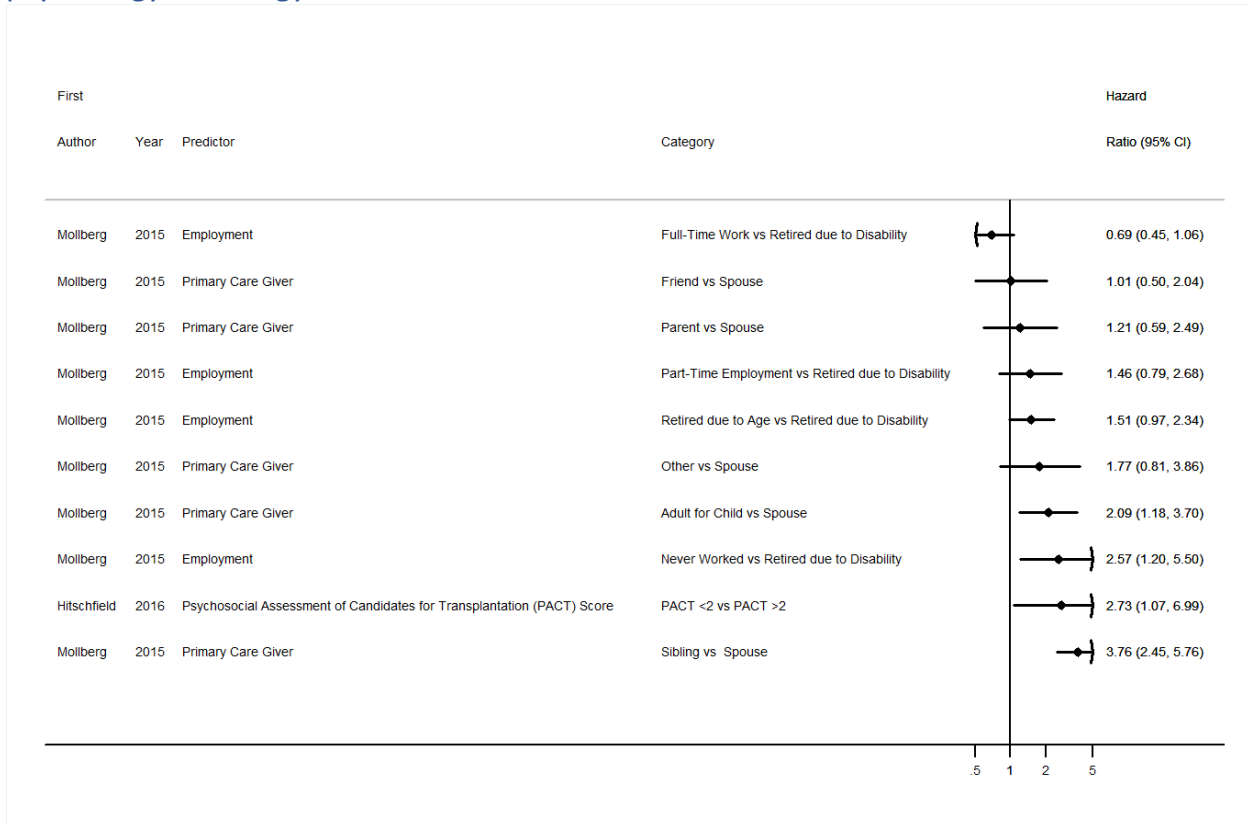 First Hazard
Author Year Predictor Category Ratio (95% CI)
Mollberg 2015 Employment Full-Time Work vs Retired due to Disability 0.69 (0.45, 1.06)
Mollberg 2015 Primary Care Giver Friend vs Spouse 1.01 (0.50, 2.04)
Mollberg 2015 Primary Care Giver Parent vs Spouse 1.21 (0.59, 2.49)
Mollberg 2015 Employment Part-Time Employment vs Retired due to Disability 1.46 (0.79, 2.68)
Mollberg 2015 Employment Retired due to Age vs Retired due to Disability 1.51 (0.97, 2.34)
Mollberg 2015 Primary Care Giver Other vs Spouse 1.77 (0.81, 3.86)
Mollberg 2015 Primary Care Giver Adult for Child vs Spouse 2.09 (1.18, 3.70)
Mollberg 2015 Employment Never Worked vs Retired due to Disability 2.57 (1.20, 5.50)
Hitschfield 2016 Psychosocial Assessment of Candidates for Transplantation (PACT) Score PACT <2 vs PACT >2 2.73 (1.07, 6.99)
Mollberg 2015 Primary Care Giver Sibling vs Spouse 3.76 (2.45, 5.76)
.5 1 2 5